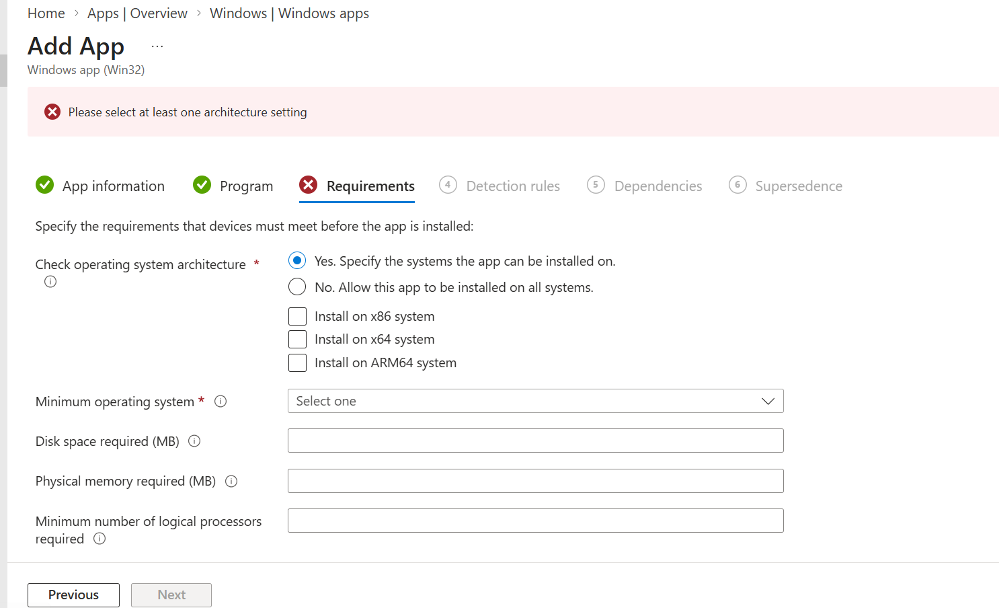 Home > Apps | Overview > Windows | Windows apps
Add App ...
Windows app (Win32)
Please select at least one architecture setting
App information Program Requirements 4 Detection rules 5 Dependencies 6 Supersedence
Specify the requirements that devices must meet before the app is installed:
Check operating system architecture *
Yes. Specify the systems the app can be installed on.
No. Allow this app to be installed on all systems.
Install on x86 system
Install on x64 system
Install on ARM64 system
Minimum operating system * Select one
Disk space required (MB)
Physical memory required (MB)
Minimum number of logical processors
required
Previous Next